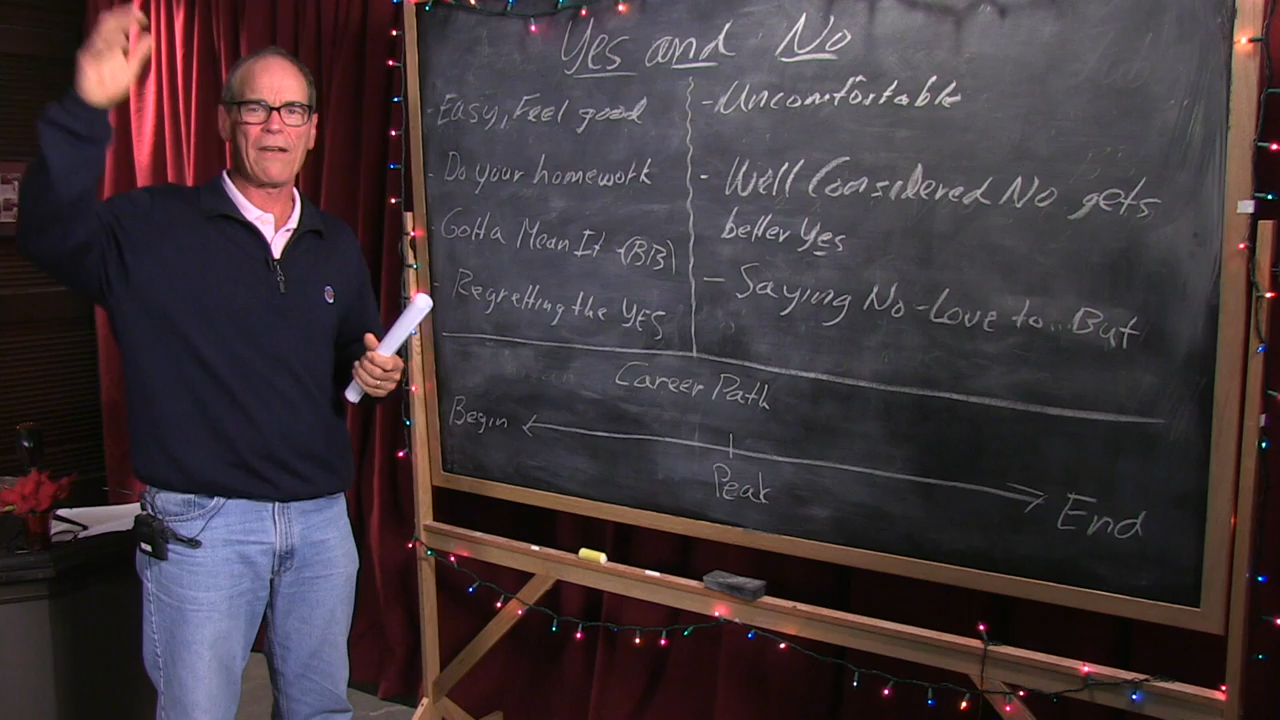 Yes and No
- Easy, Feel good
- Do your homework
- Gotta Mean It - (BB)
- Regretting the YES
- Uncomfortable
- Well Considered No gets
better Yes
- Saying No - Love to... But
Career Path
Begin
Peak
End